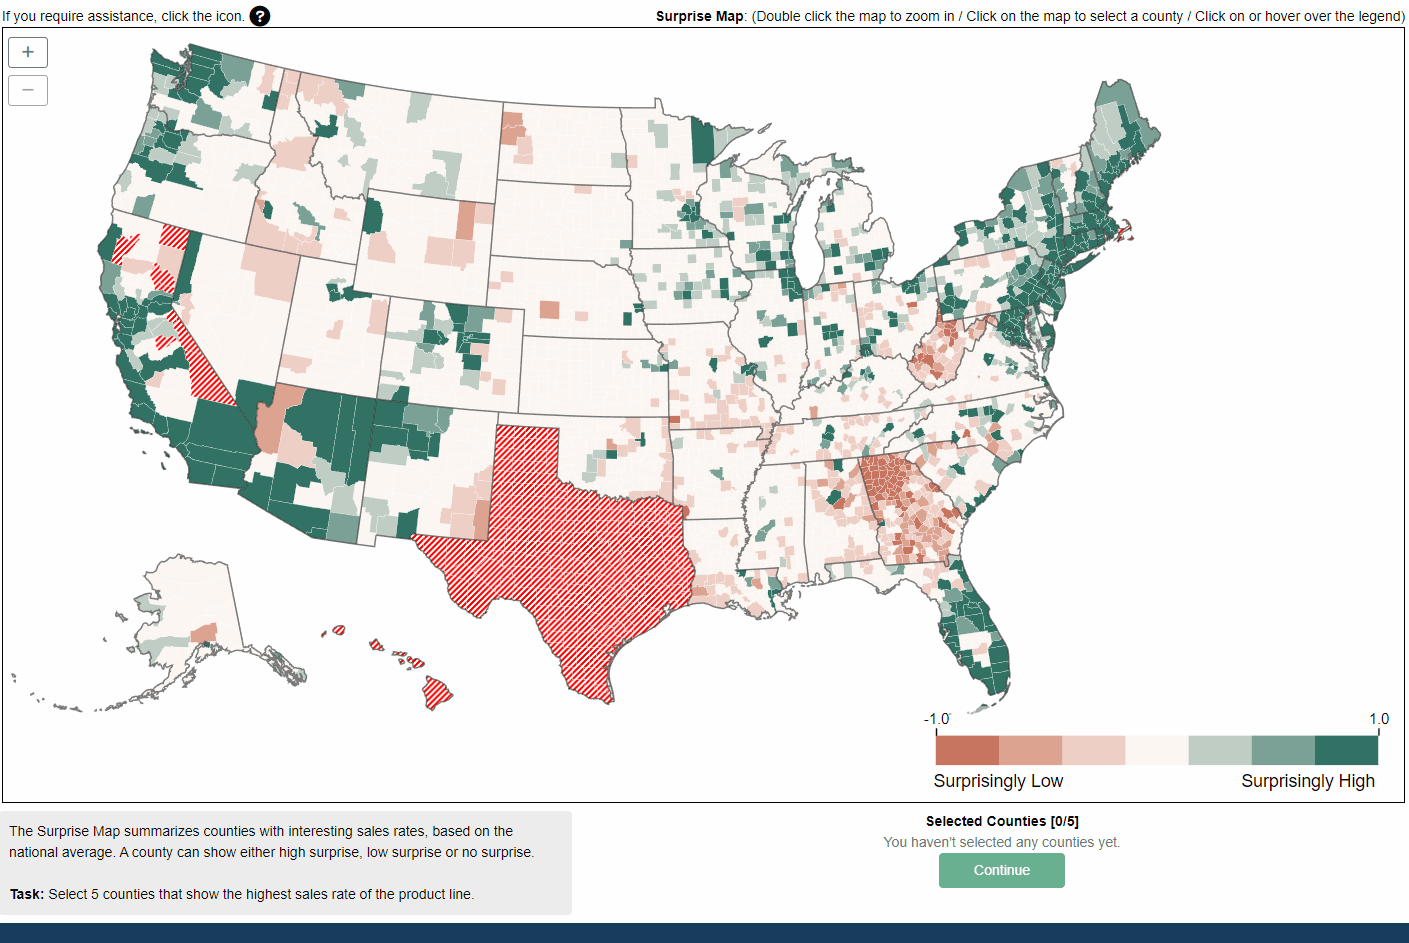 If you require assistance, click the icon. ?
Surprise Map: (Double click the map to zoom in / Click on the map to select a county / Click on or hover over the legend)
+
−
-1.0
1.0
Surprisingly Low
Surprisingly High
The Surprise Map summarizes counties with interesting sales rates, based on the
national average. A county can show either high surprise, low surprise or no surprise.
Task: Select 5 counties that show the highest sales rate of the product line.
Selected Counties [0/5]
You haven't selected any counties yet.
Continue